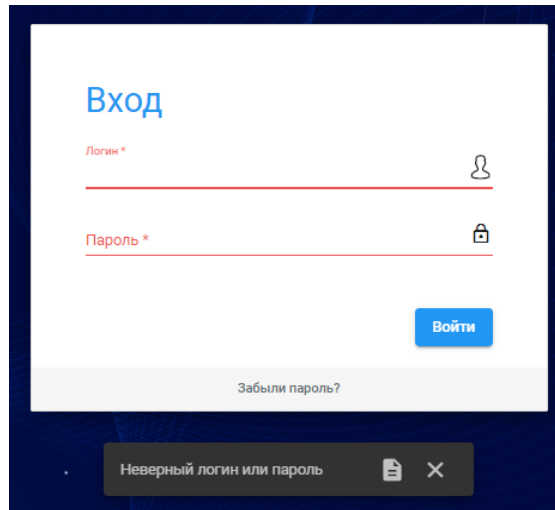 Вход
Логин *
Пароль *
Войти
Забыли пароль?
Неверный логин или пароль